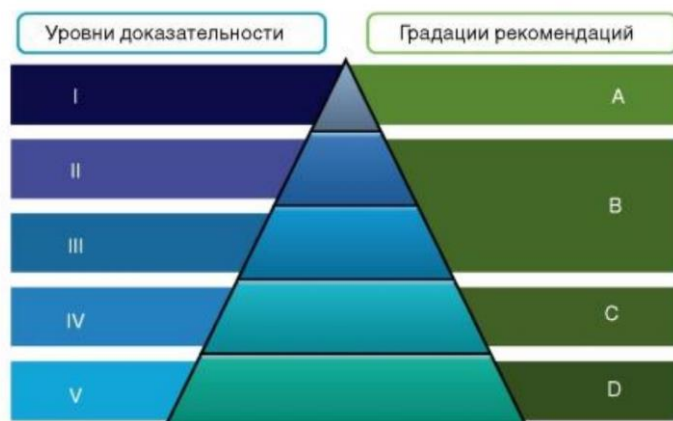 Уровни доказательности
Градации рекомендаций
I
A
II
B
III
IV
C
V
D